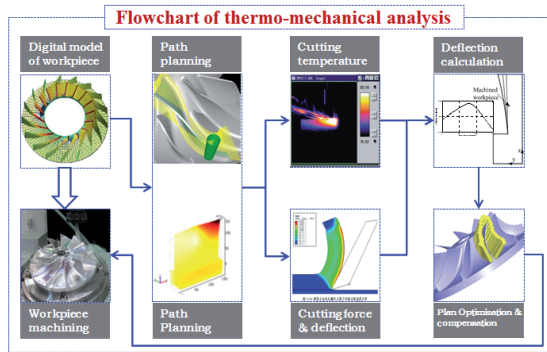 Flowchart of thermo-mechanical analysis
Digital model
of workpiece
Path
planning
Cutting
temperature
Deflection
calculation
Machined
workpiece
Workpiece
machining
Path
Planning
Cutting force
& deflection
Plan Optimization &
compensation